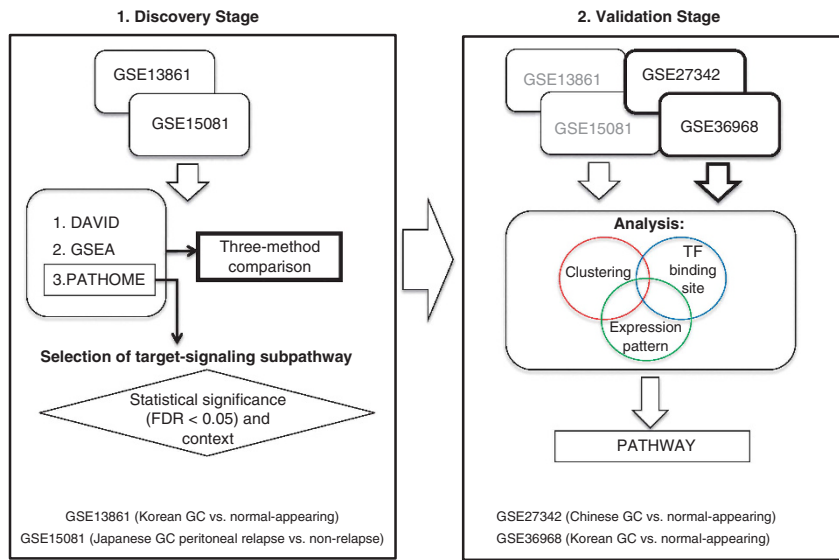 1. Discovery Stage
GSE13861
GSE15081
1. DAVID
2. GSEA
3.PATHOME
Three-method
comparison
Selection of target-signaling subpathway
Statistical significance
(FDR < 0.05) and
context
GSE13861 (Korean GC vs. normal-appearing)
GSE15081 (Japanese GC peritoneal relapse vs. non-relapse)
2. Validation Stage
GSE13861
GSE27342
GSE15081
GSE36968
Analysis:
Clustering
TF
binding
site
Expression
pattern
PATHWAY
GSE27342 (Chinese GC vs. normal-appearing)
GSE36968 (Korean GC vs. normal-appearing)